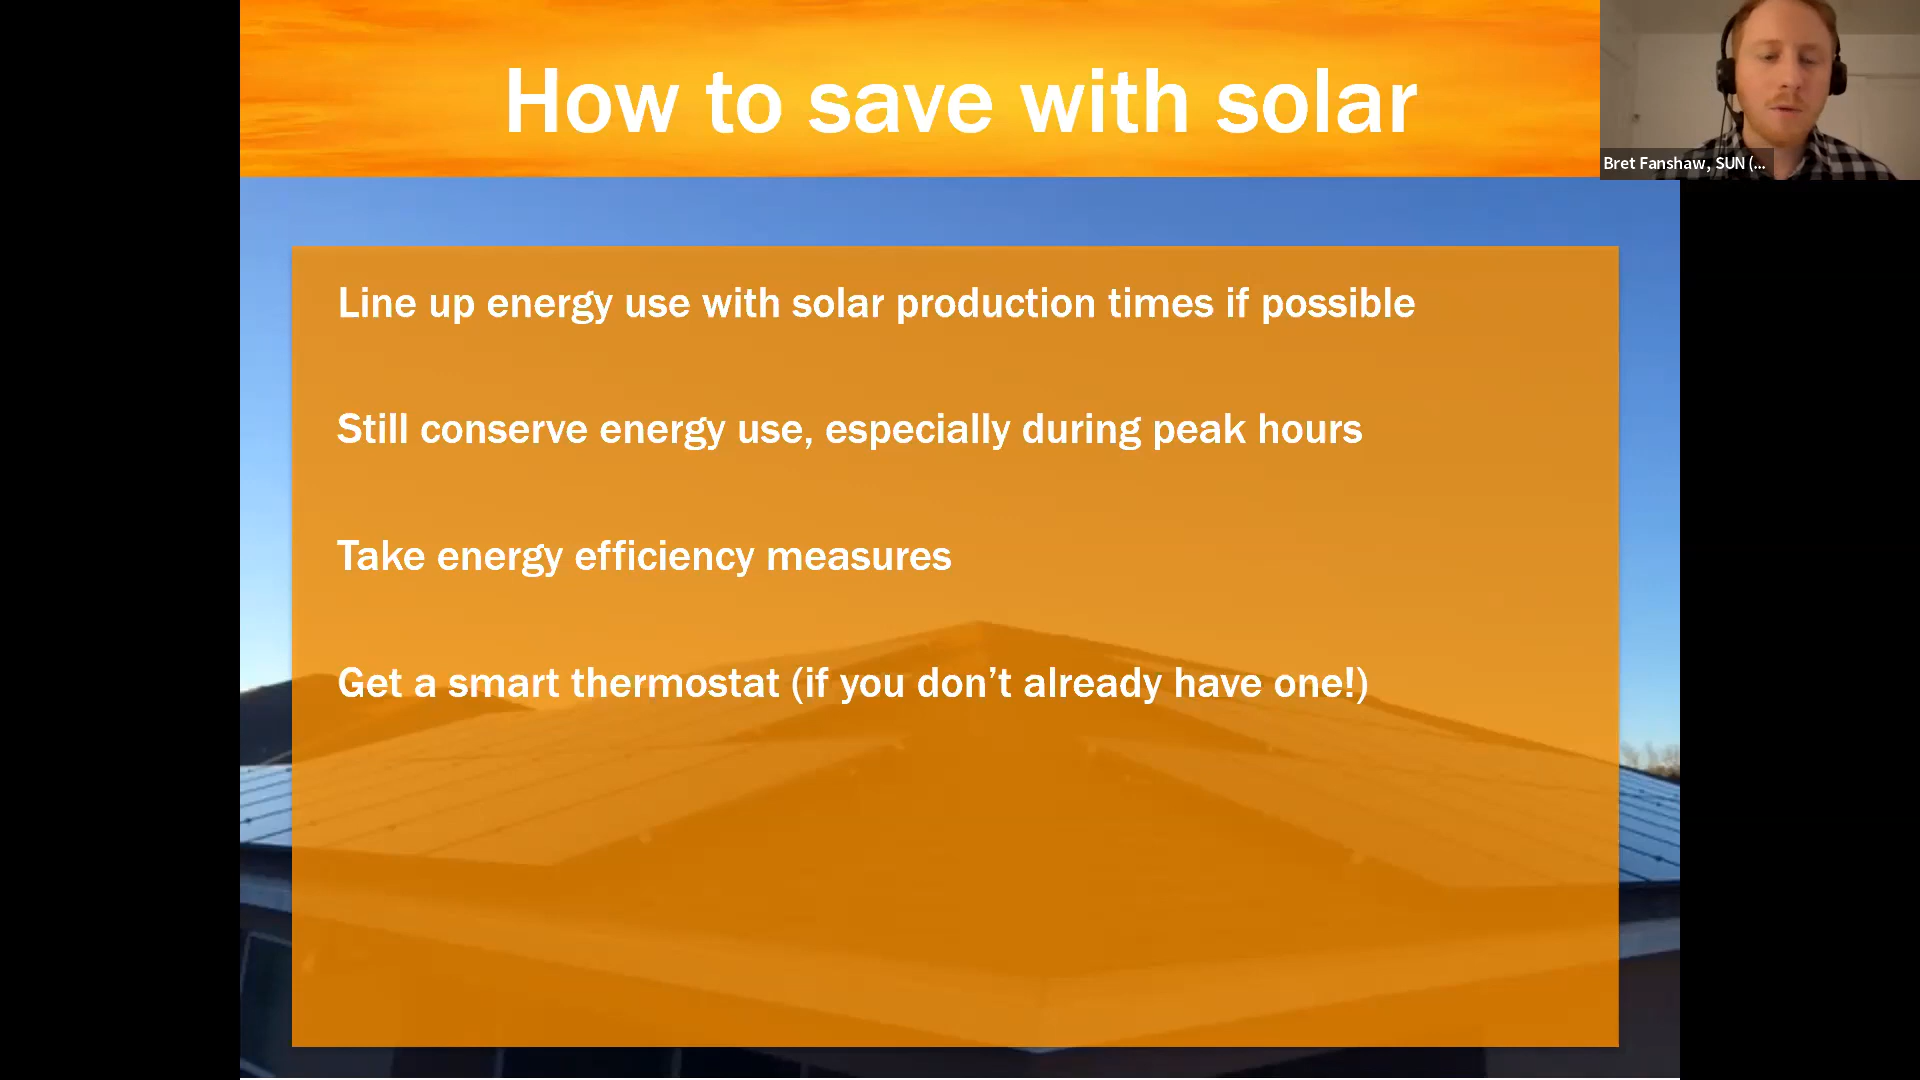 How to save with solar
Bret Fanshaw, SUN (...
Line up energy use with solar production times if possible
Still conserve energy use, especially during peak hours
Take energy efficiency measures
Get a smart thermostat (if you don’t already have one!)